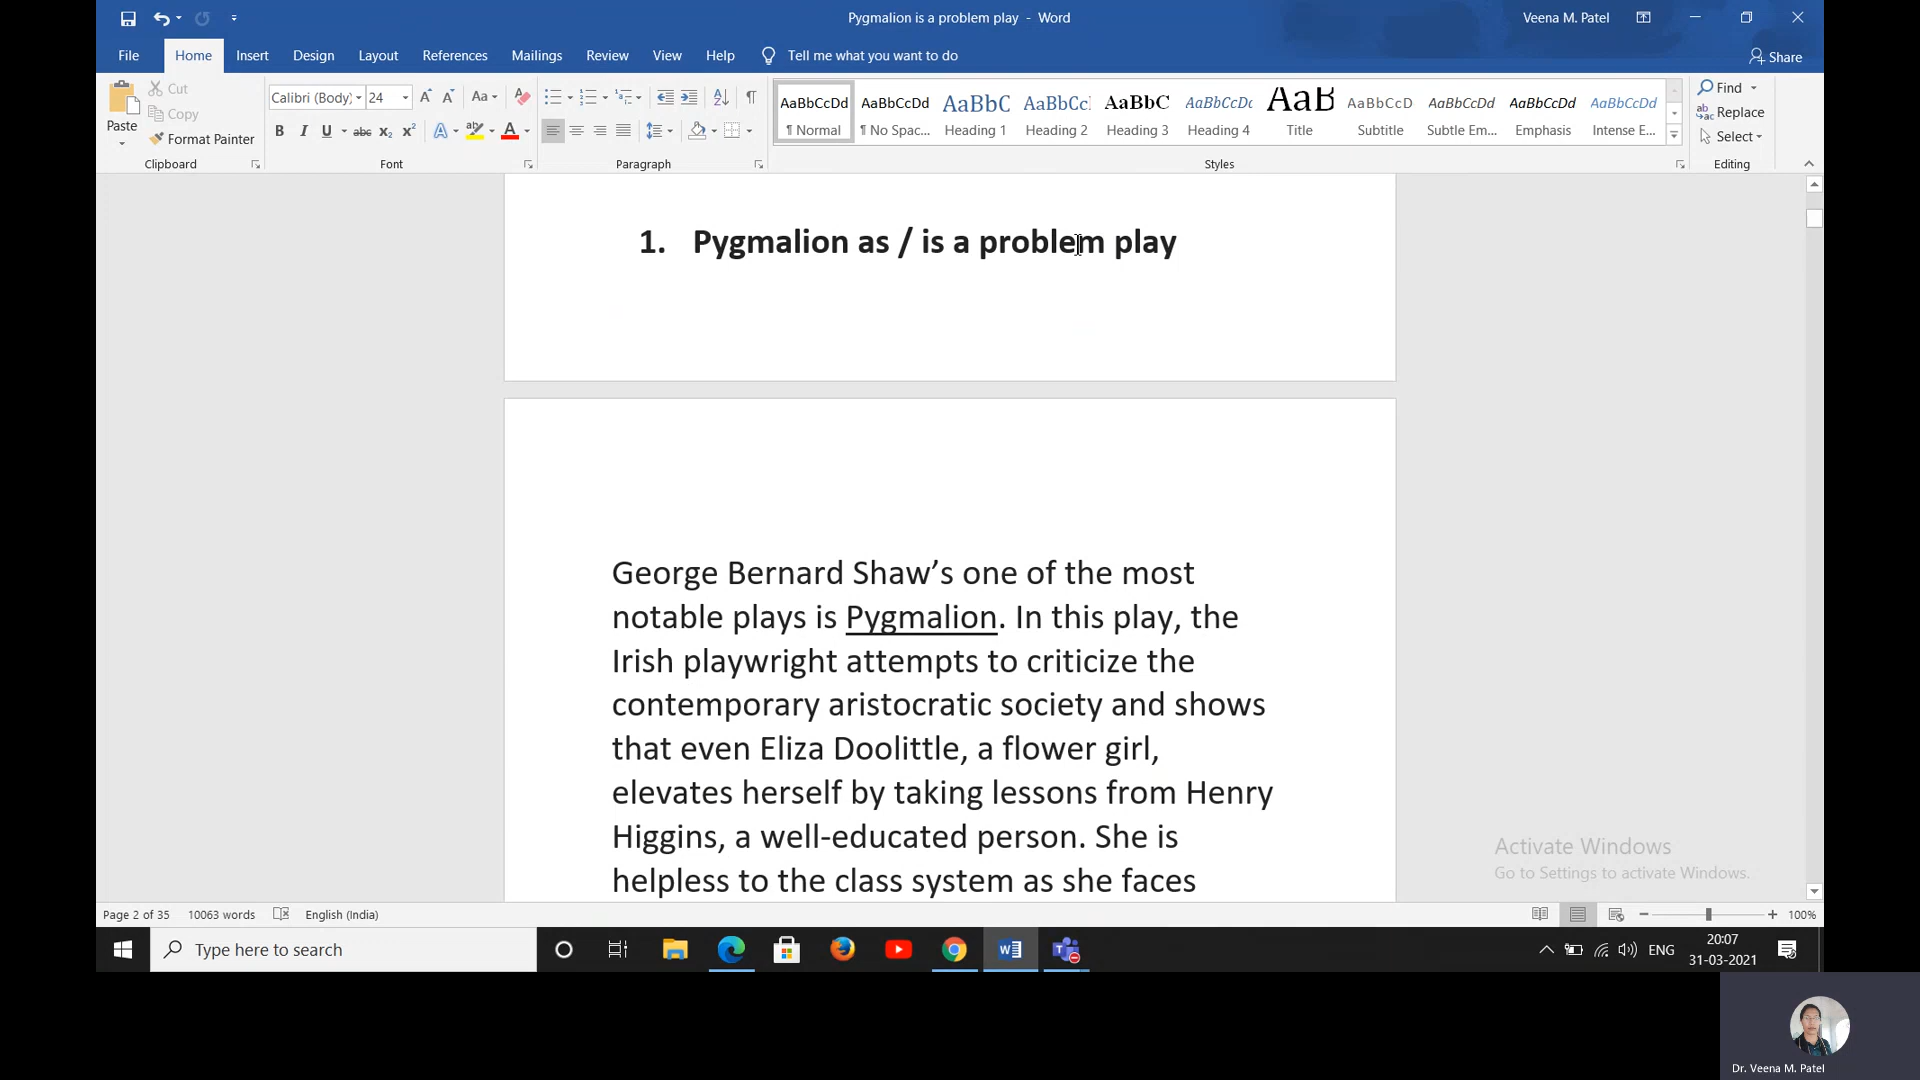 Pygmalion is a problem play - Word
Veena M. Patel
File Home Insert Design Layout References Mailings Review View Help Tell me what you want to do
Share
Paste
Cut
Copy
Format Painter
Clipboard
Calibri (Body) 24
Font
Paragraph
AaBbCcDd AaBbCcDd AaBbC AaBbCcI AaBbC AaBbCcDc AaB AaBbCcD AaBbCcDd AaBbCcDd AaBbCcDd
¶ Normal ¶ No Spac... Heading 1 Heading 2 Heading 3 Heading 4 Title Subtitle Subtle Em... Emphasis Intense E...
Styles
Find
Replace
Select
Editing
1. Pygmalion as / is a problem play
George Bernard Shaw’s one of the most
notable plays is Pygmalion. In this play, the
Irish playwright attempts to criticize the
contemporary aristocratic society and shows
that even Eliza Doolittle, a flower girl,
elevates herself by taking lessons from Henry
Higgins, a well-educated person. She is
helpless to the class system as she faces
Activate Windows
Go to Settings to activate Windows.
Page 2 of 35 10063 words English (India)
100%
Type here to search
ENG
20:07
31-03-2021
Dr. Veena M. Patel